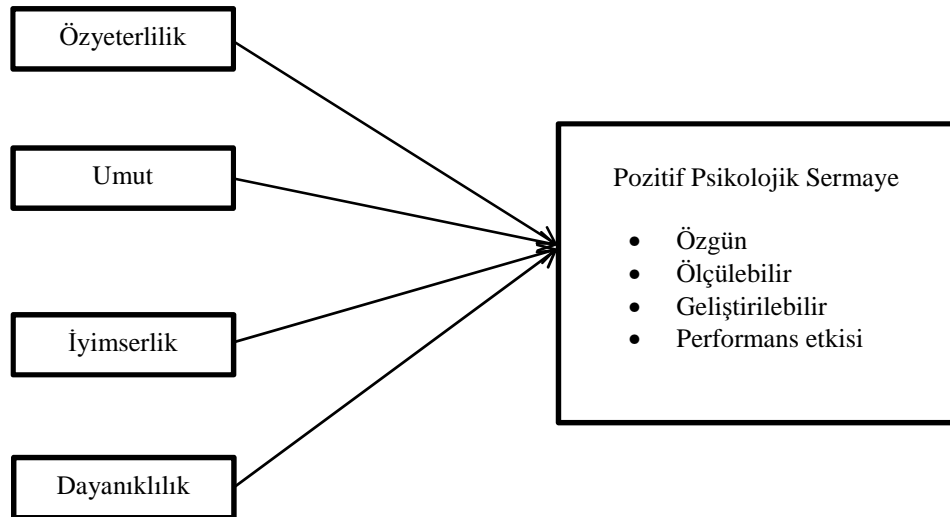 Özyeterlilik
Umut
İyimserlik
Dayanıklılık
Pozitif Psikolojik Sermaye
• Özgün
• Ölçülebilir
• Geliştirilebilir
• Performans etkisi